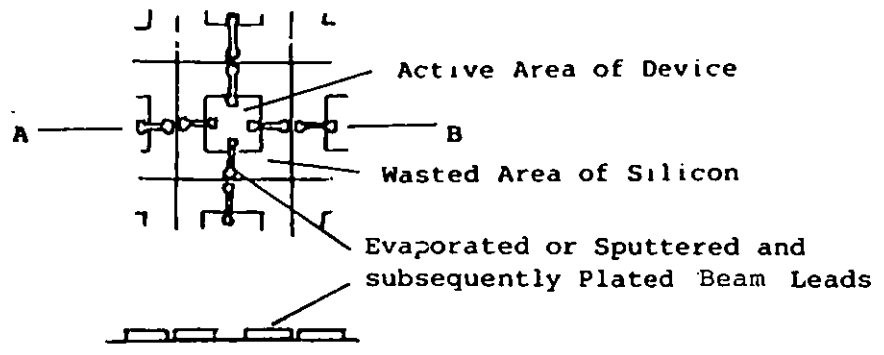 Active Area of Device
A
B
Wasted Area of Silicon
Evaporated or Sputtered and
subsequently Plated Beam Leads